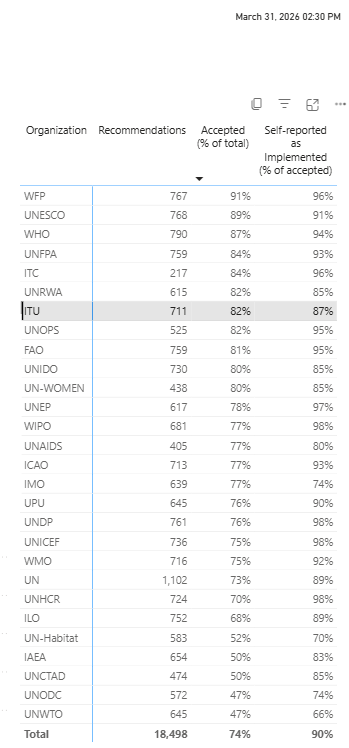 March 31, 2026 02:30 PM
Organization Recommendations Accepted (% of total) Self-reported as Implemented (% of accepted)
WFP 767 91% 96%
UNESCO 768 89% 91%
WHO 790 87% 94%
UNFPA 759 84% 93%
ITC 217 84% 96%
UNRWA 615 82% 85%
ITU 711 82% 87%
UNOPS 525 82% 95%
FAO 759 81% 95%
UNIDO 730 80% 85%
UN-WOMEN 438 80% 85%
UNEP 617 78% 97%
WIPO 681 77% 98%
UNAIDS 405 77% 80%
ICAO 713 77% 93%
IMO 639 77% 74%
UPU 645 76% 90%
UNDP 761 76% 98%
UNICEF 736 75% 98%
WMO 716 75% 92%
UN 1,102 73% 89%
UNHCR 724 70% 98%
ILO 752 68% 89%
UN-Habitat 583 52% 70%
IAEA 654 50% 83%
UNCTAD 474 50% 85%
UNODC 572 47% 74%
UNWTO 645 47% 66%
Total 18,498 74% 90%